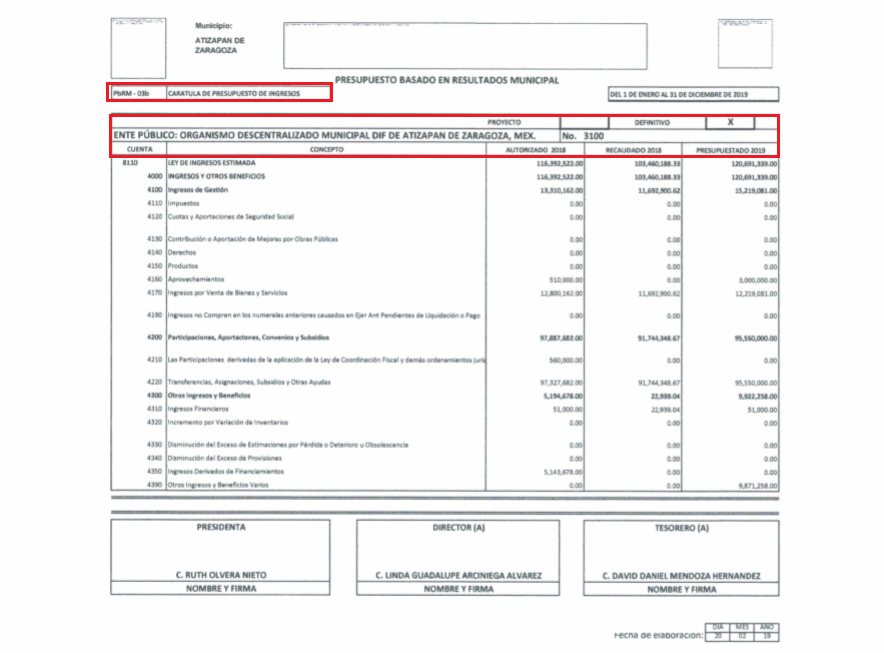 Municipio:
ATIZAPAN DE
ZARAGOZA
PRESUPUESTO BASADO EN RESULTADOS MUNICIPAL
PbRM - 03b CARATULA DE PRESUPUESTO DE INGRESOS DEL 1 DE ENERO AL 31 DE DICIEMBRE DE 2019
PROYECTO DEFINITIVO X
ENTE PÚBLICO: ORGANISMO DESCENTRALIZADO MUNICIPAL DIF DE ATIZAPAN DE ZARAGOZA, MEX. No. 3100
CUENTA CONCEPTO AUTORIZADO 2018 RECAUDADO 2018 PRESUPUESTADO 2019
8110 LEY DE INGRESOS ESTIMADA 116,392,522.00 103,460,188.33 120,691,339.00
4000 INGRESOS Y OTROS BENEFICIOS 116,392,522.00 103,460,188.33 120,691,339.00
4100 Ingresos de Gestión 13,310,162.00 11,692,900.62 15,219,081.00
4110 Impuestos 0.00 0.00 0.00
4120 Cuotas y Aportaciones de Seguridad Social 0.00 0.00 0.00
4130 Contribución o Aportación de Mejoras por Obras Públicas 0.00 0.00 0.00
4140 Derechos 0.00 0.00 0.00
4150 Productos 0.00 0.00 0.00
4160 Aprovechamientos 510,000.00 0.00 3,000,000.00
4170 Ingresos por Venta de Bienes y Servicios 12,800,162.00 11,692,900.62 12,219,081.00
4190 Ingresos no Compren en los numerales anteriores causados en Ejer Ant Pendientes de Liquidación o Pago 0.00 0.00 0.00
4200 Participaciones, Aportaciones, Convenios y Subsidios 97,887,682.00 91,744,348.67 95,550,000.00
4210 Las Participaciones derivadas de la aplicación de la Ley de Coordinación Fiscal y demás ordenamientos juríd 560,000.00 0.00 0.00
4220 Transferencias, Asignaciones, Subsidios y Otras Ayudas 97,327,682.00 91,744,348.67 95,550,000.00
4300 Otros Ingresos y Beneficios 5,194,678.00 22,939.04 9,922,258.00
4310 Ingresos Financieros 51,000.00 22,939.04 51,000.00
4320 Incremento por Variación de Inventarios 0.00 0.00 0.00
4330 Disminución del Exceso de Estimaciones por Pérdida o Deterioro u Obsolescencia 0.00 0.00 0.00
4340 Disminución del Exceso de Provisiones 0.00 0.00 0.00
4350 Ingresos Derivados de Financiamientos 5,143,678.00 0.00 0.00
4390 Otros Ingresos y Beneficios Varios 0.00 0.00 9,871,258.00
PRESIDENTA DIRECTOR (A) TESORERO (A)
C. RUTH OLVERA NIETO C. LINDA GUADALUPE ARCINIEGA ALVAREZ C. DAVID DANIEL MENDOZA HERNANDEZ
NOMBRE Y FIRMA NOMBRE Y FIRMA NOMBRE Y FIRMA
DIA MES AÑO
Fecha de elaboración: 20 02 19